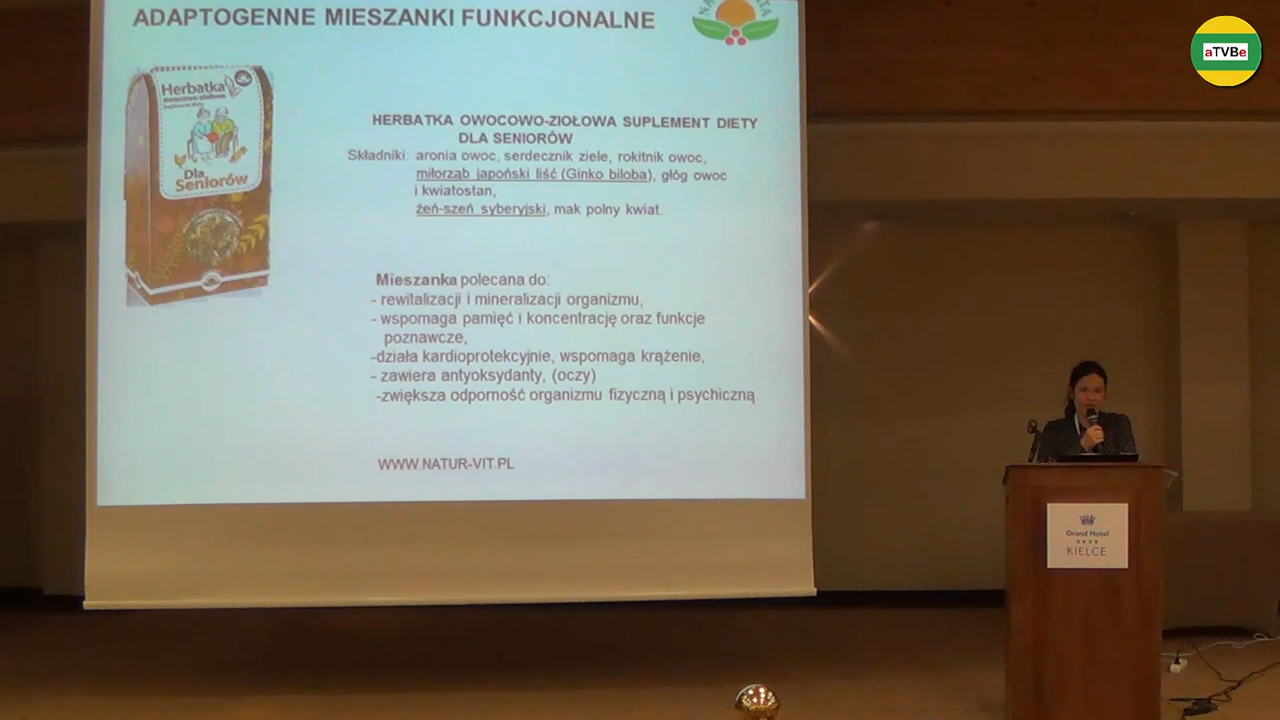 ADAPTOGENNE MIESZANKI FUNKCJONALNE
aTVBe
Herbatka
owocowo-ziołowa
Dla
Seniorów
HERBATKA OWOCOWO-ZIOŁOWA SUPLEMENT DIETY
DLA SENIORÓW
Składniki: aronia owoc, serdecznik ziele, rokitnik owoc,
miłorząb japoński liść (Ginko biloba), głóg owoc
i kwiatostan,
żeń-szeń syberyjski, mak polny kwiat.
Mieszanka polecana do:
- rewitalizacji i mineralizacji organizmu,
- wspomaga pamięć i koncentrację oraz funkcje
poznawcze,
-działa kardioprotekcyjnie, wspomaga krążenie,
- zawiera antyoksydanty, (oczy)
-zwiększa odporność organizmu fizyczną i psychiczną.
WWW.NATUR-VIT.PL
Grand Hotel
KIELCE